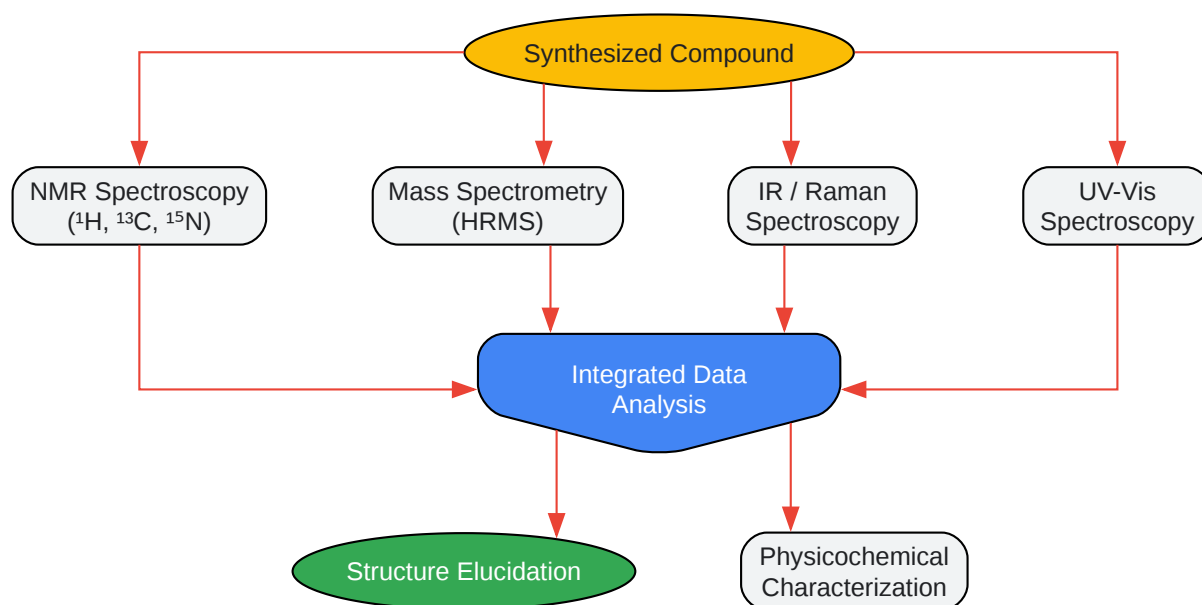 Synthesized Compound
NMR Spectroscopy
(¹H, ¹³C, ¹⁵N)
Mass Spectrometry
(HRMS)
IR / Raman
Spectroscopy
UV-Vis
Spectroscopy
Integrated Data
Analysis
Structure Elucidation
Physicochemical
Characterization